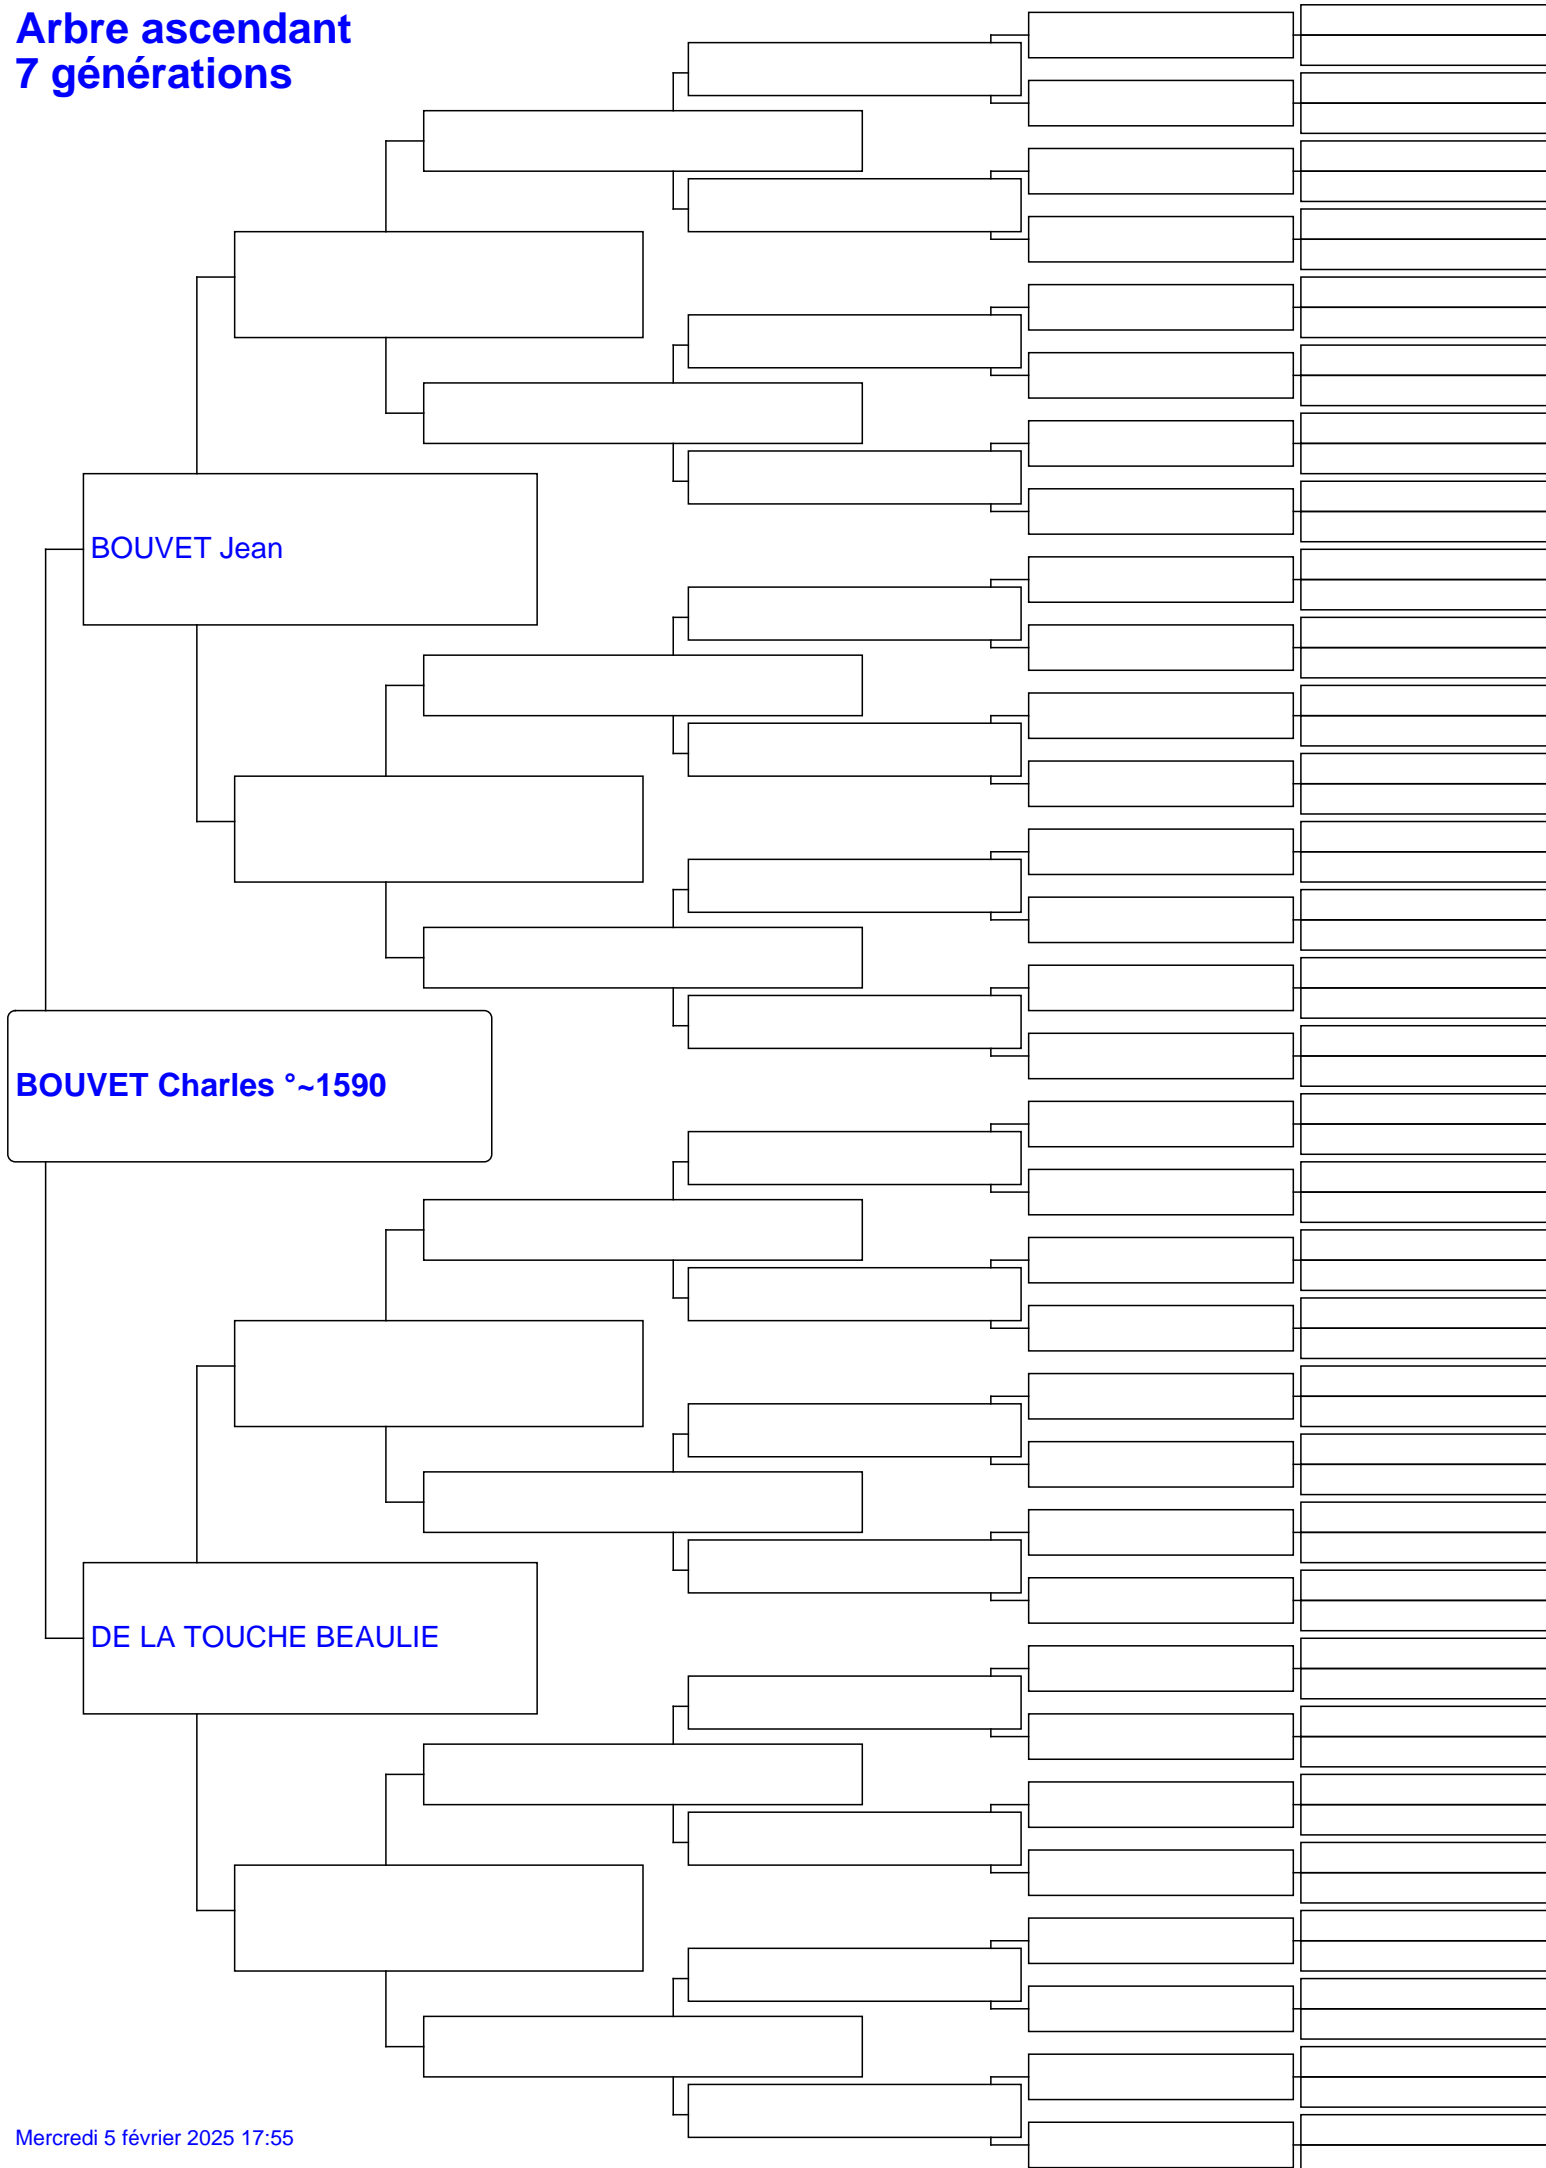 Arbre ascendant
7 générations
BOUVET Jean
BOUVET Charles °~1590
DE LA TOUCHE BEAULIE
Mercredi 5 février 2025 17:55